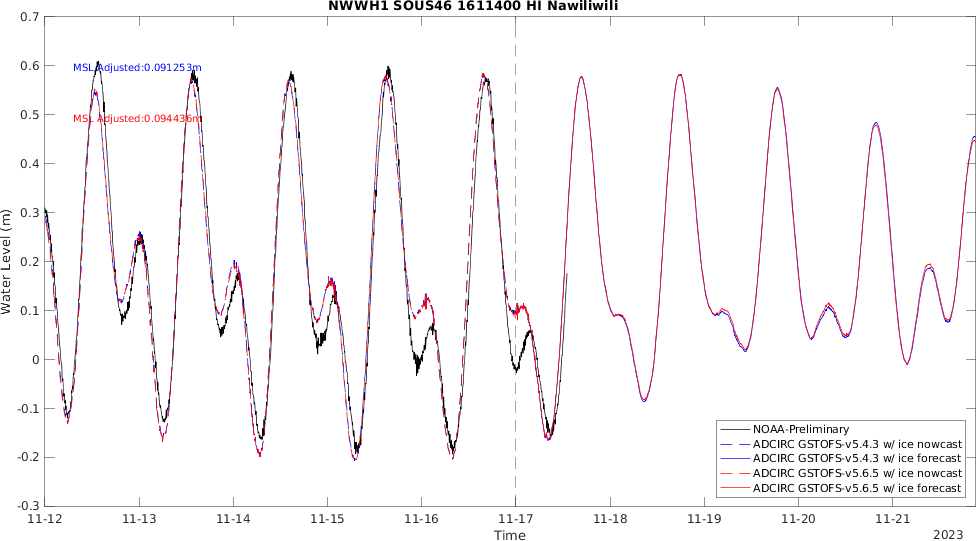 NWWH1 SOUS46 1611400 HI Nawiliwili
0.7
0.6
0.5
0.4
0.3
0.2
0.1
0
-0.1
-0.2
-0.3
Water Level (m)
MSL Adjusted:0.091253m
MSL Adjusted:0.094436m
NOAA-Preliminary
ADCIRC GSTOFS-v5.4.3 w/ ice nowcast
ADCIRC GSTOFS-v5.4.3 w/ ice forecast
ADCIRC GSTOFS-v5.6.5 w/ ice nowcast
ADCIRC GSTOFS-v5.6.5 w/ ice forecast
11-12 11-13 11-14 11-15 11-16 11-17 11-18 11-19 11-20 11-21
Time
2023